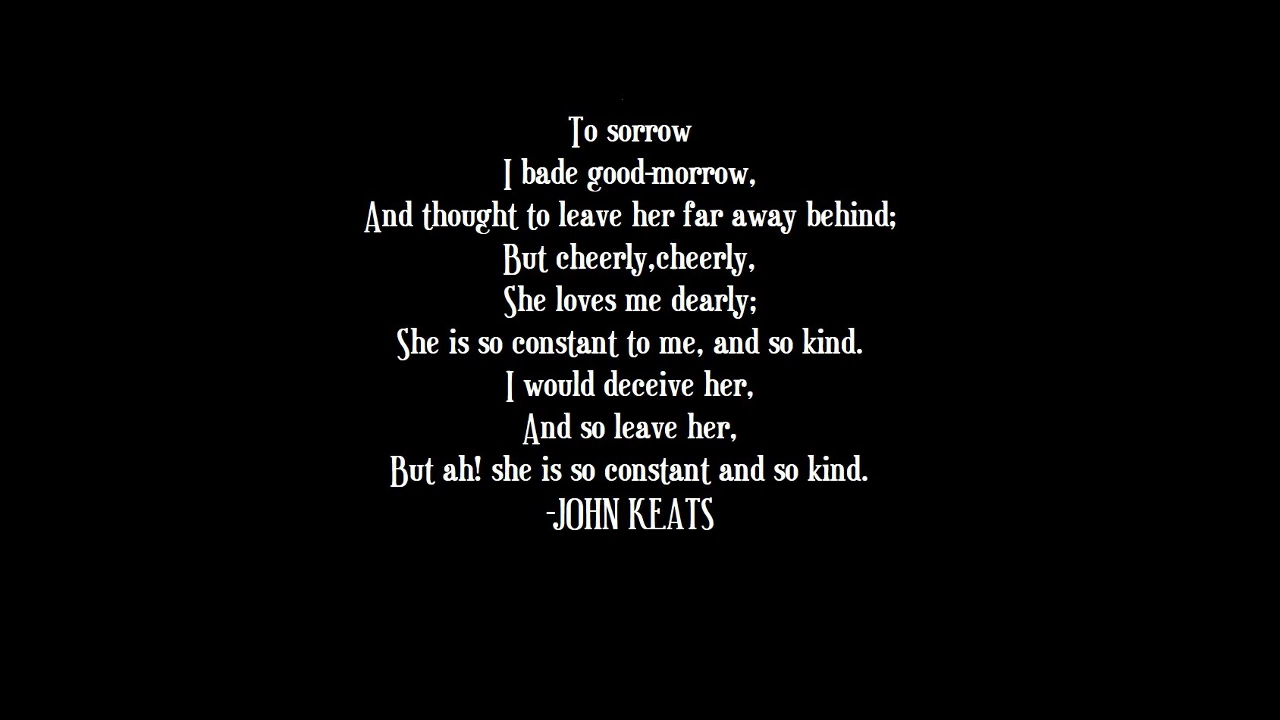 To sorrow
I bade good-morrow,
And thought to leave her far away behind;
But cheerly,cheerly,
She loves me dearly;
She is so constant to me, and so kind.
I would deceive her,
And so leave her,
But ah! she is so constant and so kind.
-JOHN KEATS